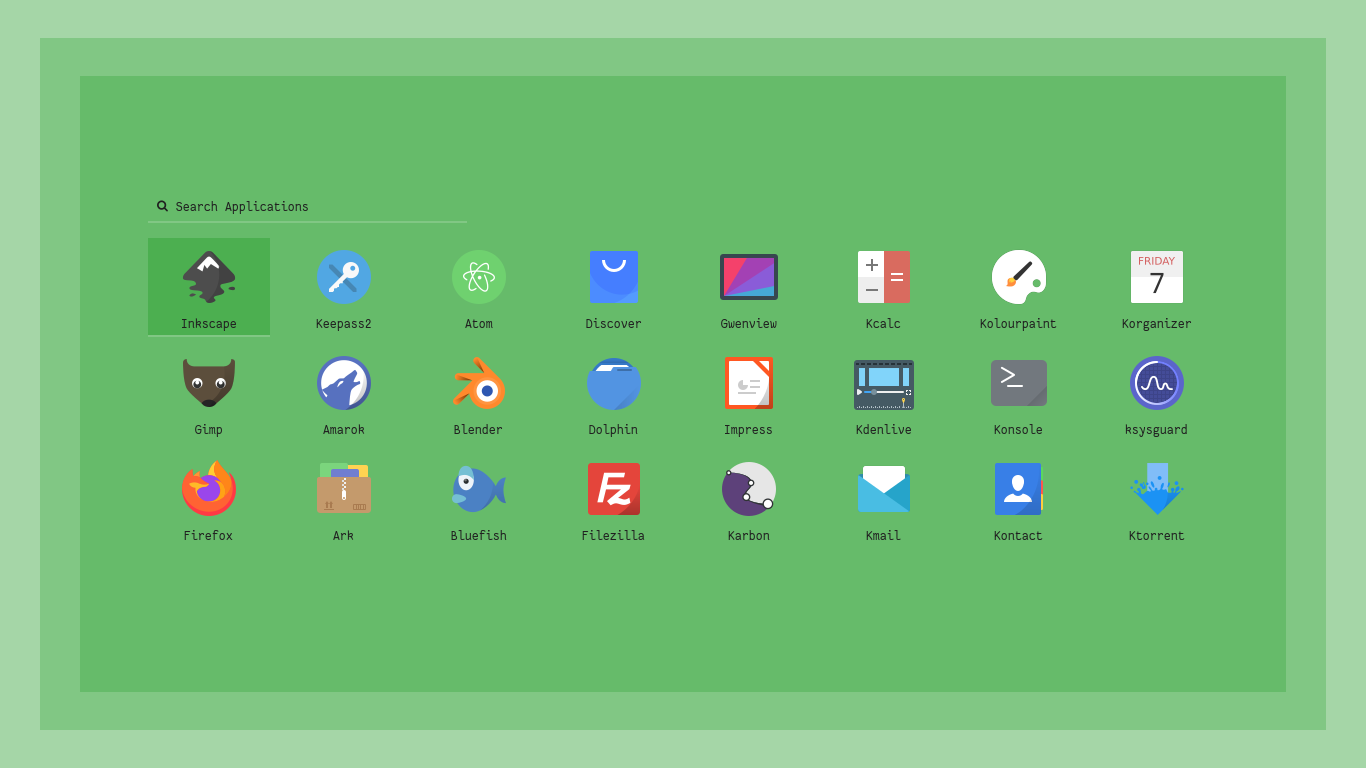 Search Applications
Inkscape
Keepass2
Atom
Discover
Gwenview
Kcalc
Kolourpaint
FRIDAY
7
Korganizer
Gimp
Amarok
Blender
Dolphin
Impress
Kdenlive
Konsole
ksysguard
Firefox
Ark
Bluefish
Fz
Filezilla
Karbon
Kmail
Kontact
Ktorrent